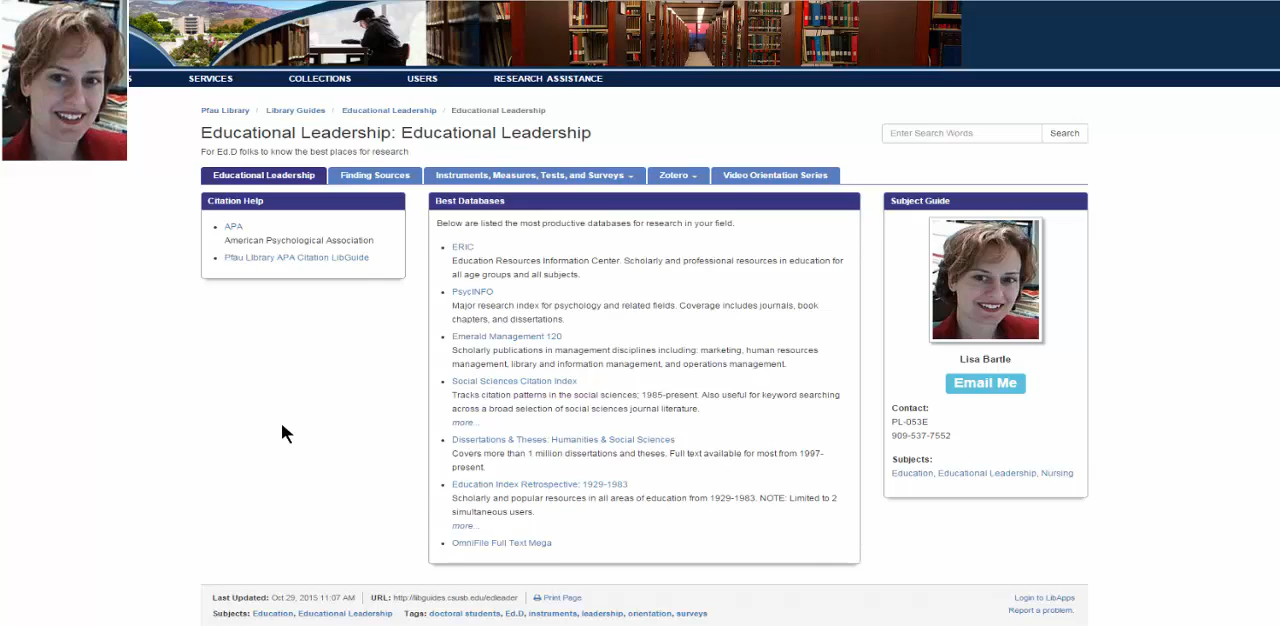 S SERVICES COLLECTIONS USERS RESEARCH ASSISTANCE
Pfau Library / Library Guides / Educational Leadership / Educational Leadership
Educational Leadership: Educational Leadership
For Ed.D folks to know the best places for research
Enter Search Words Search
Educational Leadership Finding Sources Instruments, Measures, Tests, and Surveys Zotero Video Orientation Series
Citation Help
APA
American Psychological Association
Pfau Library APA Citation LibGuide
Best Databases
Below are listed the most productive databases for research in your field.
ERIC
Education Resources Information Center. Scholarly and professional resources in education for
all age groups and all subjects.
PsycINFO
Major research index for psychology and related fields. Coverage includes journals, book
chapters, and dissertations.
Emerald Management 120
Scholarly publications in management disciplines including: marketing, human resources
management, library and information management, and operations management.
Social Sciences Citation Index
Tracks citation patterns in the social sciences; 1985-present. Also useful for keyword searching
across a broad selection of social sciences journal literature.
more...
Dissertations & Theses: Humanities & Social Sciences
Covers more than 1 million dissertations and theses. Full text available for most from 1997-
present.
Education Index Retrospective: 1929-1983
Scholarly and popular resources in all areas of education from 1929-1983. NOTE: Limited to 2
simultaneous users.
more...
OmniFile Full Text Mega
Subject Guide
Lisa Bartle
Email Me
Contact:
PL-053E
909-537-7552
Subjects:
Education, Educational Leadership, Nursing
Last Updated: Oct 29, 2015 11:07 AM URL: http://libguides.csusb.edu/edleader Print Page
Subjects: Education, Educational Leadership Tags: doctoral students, Ed.D, instruments, leadership, orientation, surveys
Login to LibApps
Report a problem.